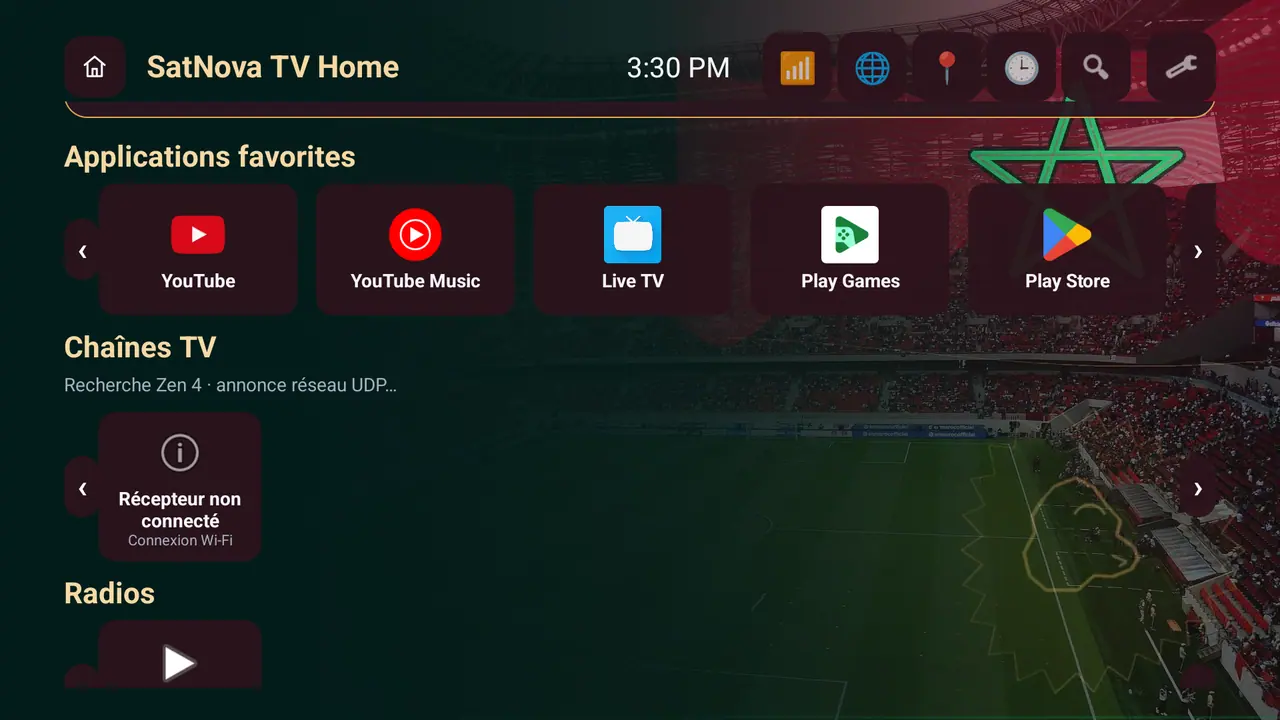 SatNova TV Home
3:30 PM
Applications favorites
YouTube
YouTube Music
Live TV
Play Games
Play Store
Chaînes TV
Recherche Zen 4 · annonce réseau UDP…
Récepteur non
connecté
Connexion Wi-Fi
Radios